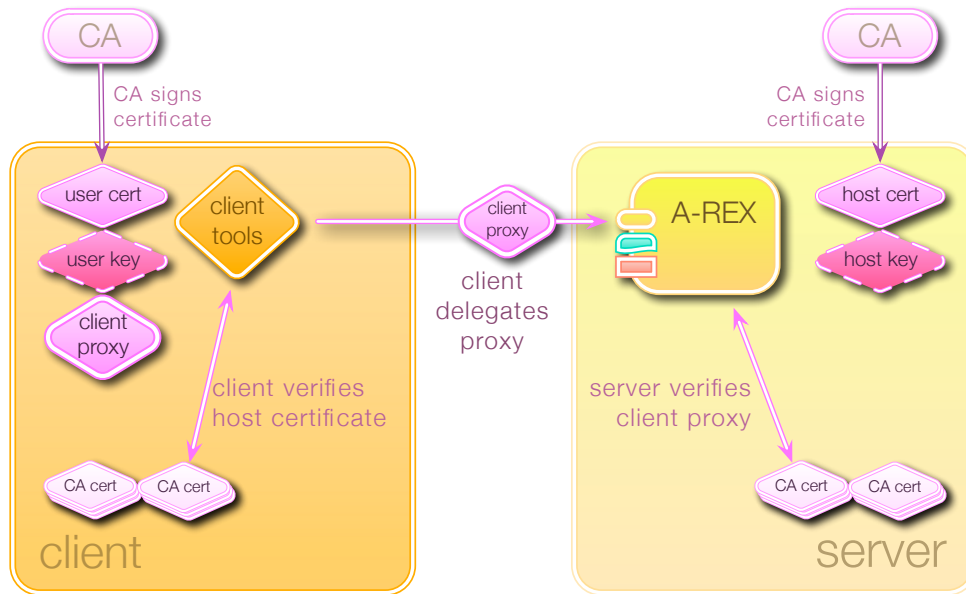 CA
CA signs
certificate
user cert
user key
client
proxy
client
tools
client
proxy
client
delegates
proxy
client verifies
host certificate
CA cert
CA cert
client
CA
CA signs
certificate
A-REX
host cert
host key
server verifies
client proxy
CA cert
CA cert
server